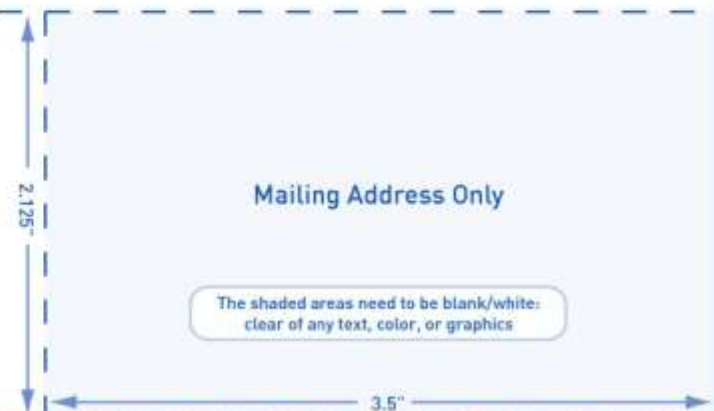 2.125"
Mailing Address Only
The shaded areas need to be blank/white:
clear of any text, color, or graphics
3.5"